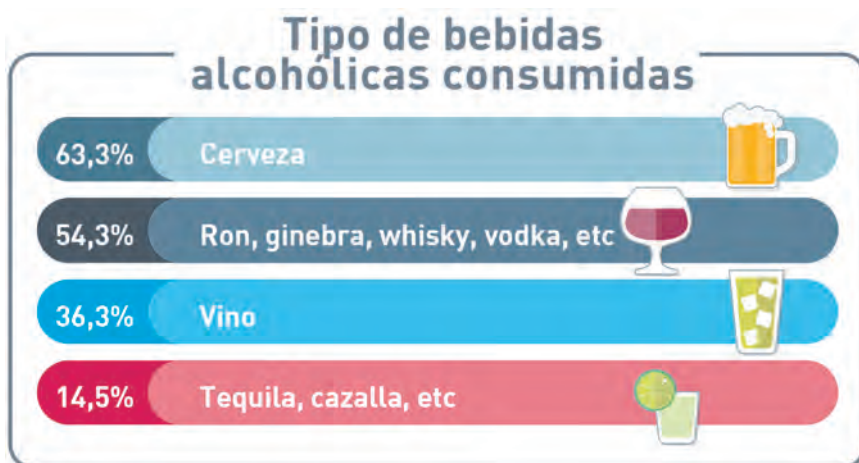 Tipo de bebidas
alcohólicas consumidas
63,3% Cerveza
54,3% Ron, ginebra, whisky, vodka, etc
36,3% Vino
14,5% Tequila, cazalla, etc